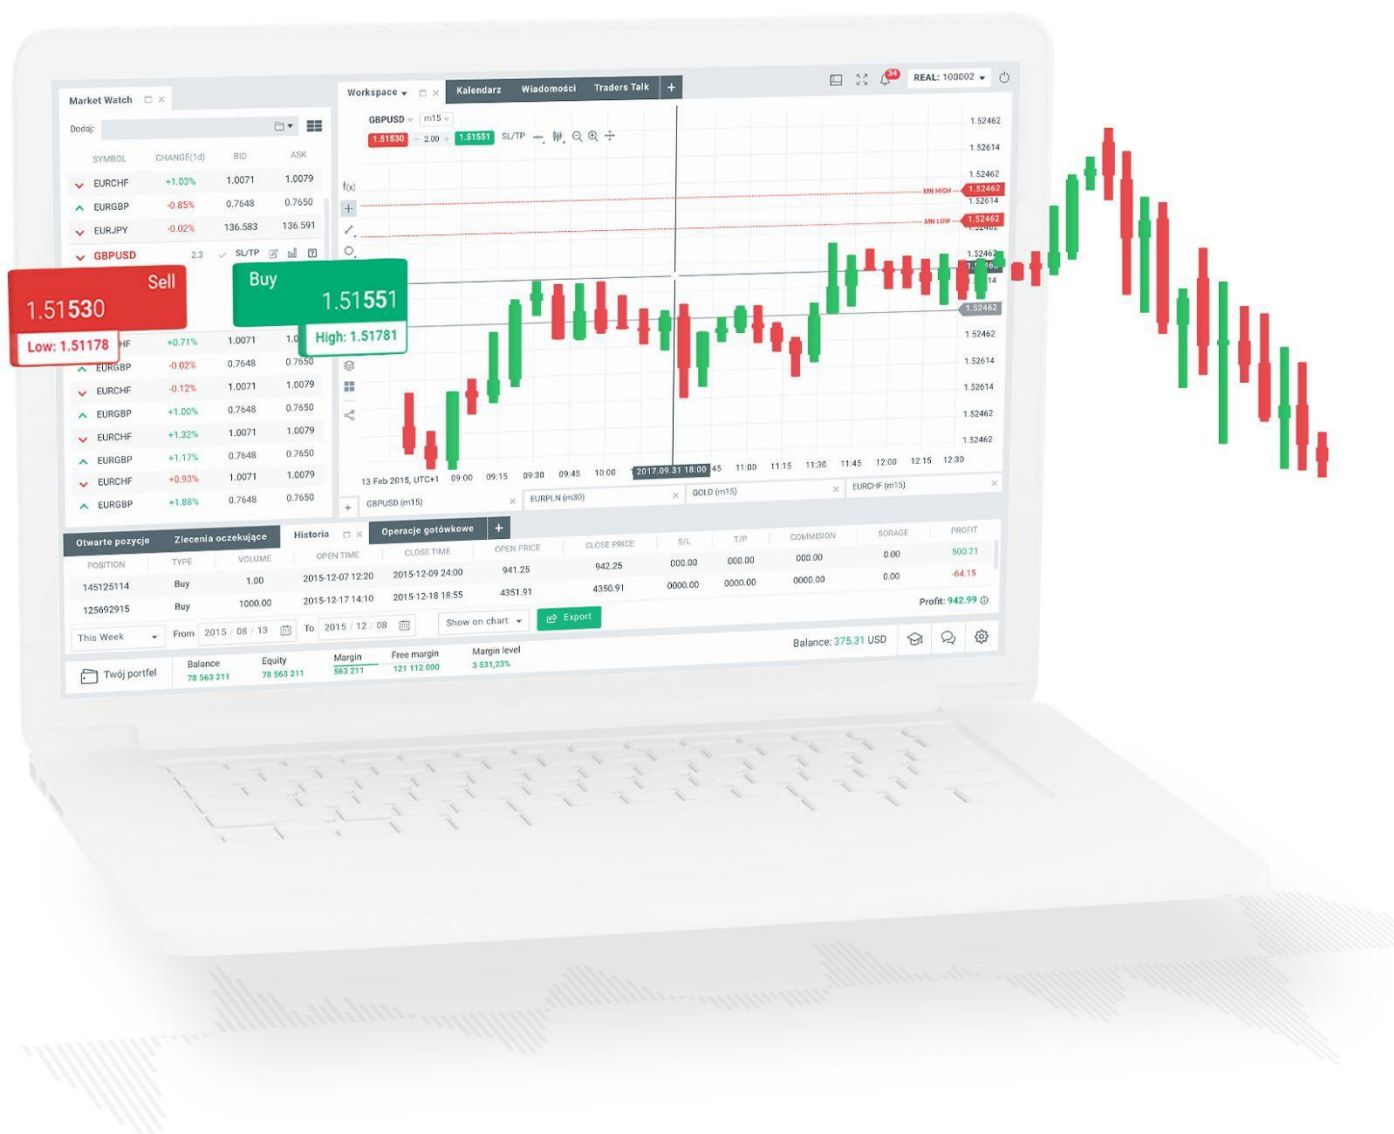 Market Watch
Dodaj:
SYMBOL CHANGE(1d) BID ASK
EURCHF +1.03% 1.0071 1.0079
EURGBP -0.85% 0.7648 0.7650
EURJPY -0.02% 136.583 136.591
GBPUSD 2.3 SL/TP
Sell
1.51530
Low: 1.51178
Buy
1.51551
High: 1.51781
HF +0.71% 1.0071 1.0
EURGBP -0.02% 0.7648 0.7650
EURCHF -0.12% 1.0071 1.0079
EURGBP +1.00% 0.7648 0.7650
EURCHF +1.32% 1.0071 1.0079
EURGBP +1.17% 0.7648 0.7650
EURCHF +0.93% 1.0071 1.0079
EURGBP +1.88% 0.7648 0.7650
Workspace Kalendarz Wiadomości Traders Talk +
34 REAL: 100002
GBPUSD m15
1.51530 - 2.00 + 1.51551 SL/TP
f(x)
1.52462
1.52614
1.52462
MN HIGH 1.52462
1.52614
MN LOW 1.52462
1.52462
1.52462
14
1.52462
1.52462
1.52614
1.52614
1.52462
1.52462
13 Feb 2015, UTC+1 09:00 09:15 09:30 09:45 10:00 2017.09.31 18:00 45 11:00 11:15 11:30 11:45 12:00 12:15 12:30
+ GBPUSD (m15) EURPLN (m30) GOLD (m15) EURCHF (m15)
Otwarte pozycje Zlecenia oczekujące Historia Operacje gotówkowe +
POSITION TYPE VOLUME OPEN TIME CLOSE TIME OPEN PRICE CLOSE PRICE S/L T/P COMMISION SORAGE PROFIT
145125114 Buy 1.00 2015-12-07 12:20 2015-12-09 24:00 941.25 942.25 000.00 000.00 000.00 0.00 500.21
125692915 Buy 1000.00 2015-12-17 14:10 2015-12-18 18:55 4351.91 4350.91 0000.00 0000.00 0000.00 0.00 -64.15
This Week From 2015 / 08 / 13 To 2015 / 12 / 08 Show on chart Export Profit: 942.99
Twój portfel
Balance Equity Margin Free margin Margin level
78 563 211 78 563 211 563 211 121 112 000 3 531,23%
Balance: 375.31 USD